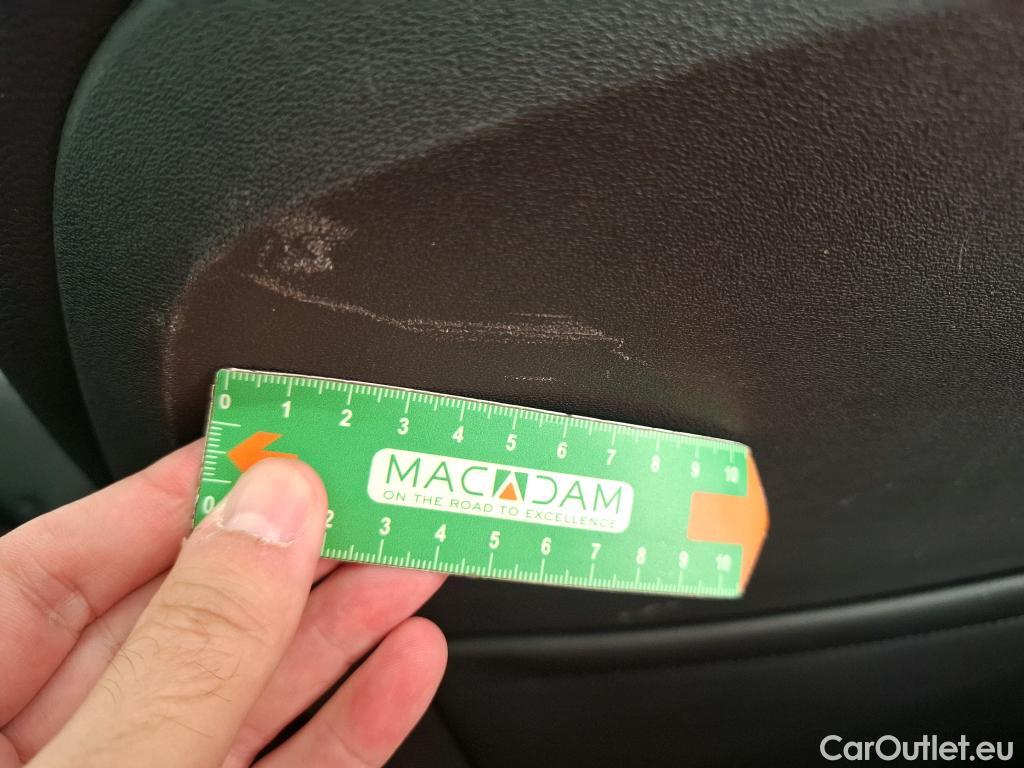 0 1 2 3 4 5 6 7 8 9 10
MACADAM
ON THE ROAD TO EXCELLENCE
0 2 3 4 5 6 7 8 9 10
CarOutlet.eu